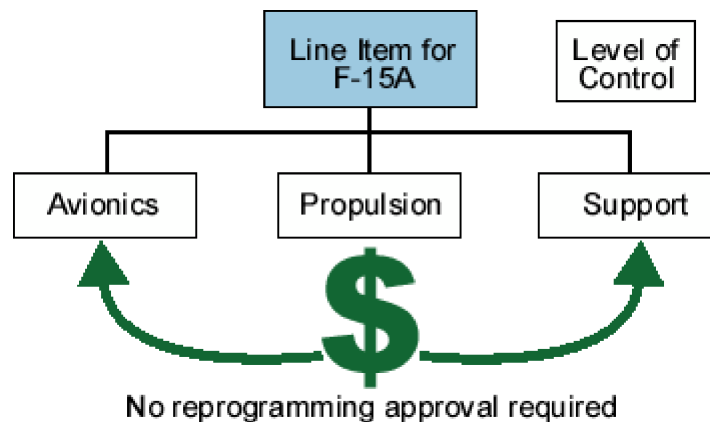 Line Item for
F-15A
Level of
Control
Avionics
Propulsion
Support
$
No reprogramming approval required